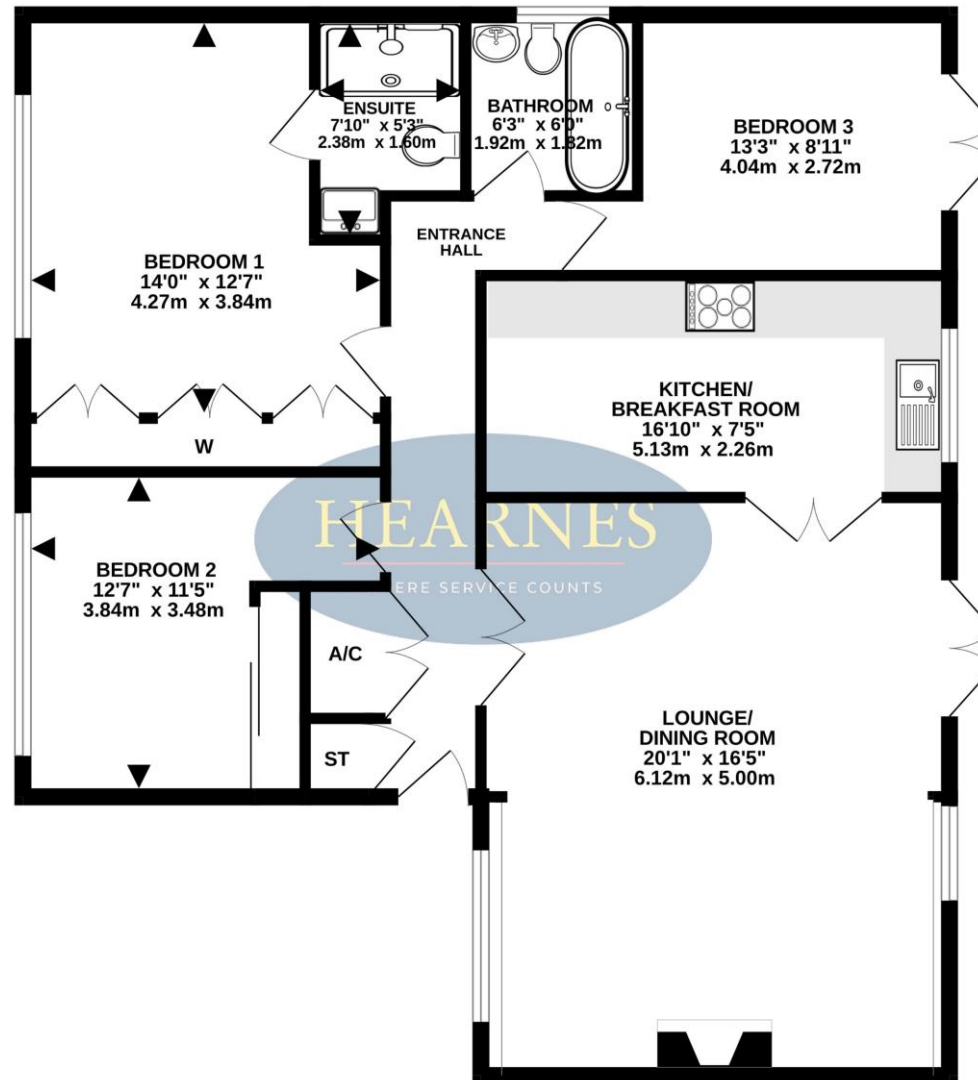 ENSUITE
7'10" x 5'3"
2.38m x 1.60m
BATHROOM
6'3" x 6'0"
1.92m x 1.82m
BEDROOM 3
13'3" x 8'11"
4.04m x 2.72m
ENTRANCE
HALL
BEDROOM 1
14'0" x 12'7"
4.27m x 3.84m
KITCHEN/
BREAKFAST ROOM
16'10" x 7'5"
5.13m x 2.26m
W
HEARNES
ERE SERVICE COUNTS
BEDROOM 2
12'7" x 11'5"
3.84m x 3.48m
A/C
ST
LOUNGE/
DINING ROOM
20'1" x 16'5"
6.12m x 5.00m